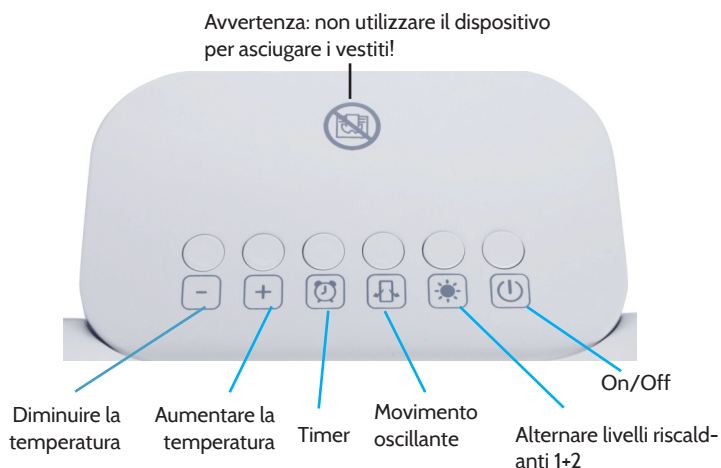 Avvertenza: non utilizzare il dispositivo
per asciugare i vestiti!
- +
Diminuire la
temperatura
Aumentare la
temperatura
Timer
Movimento
oscillante
Alternare livelli riscald-
anti 1+2
On/Off